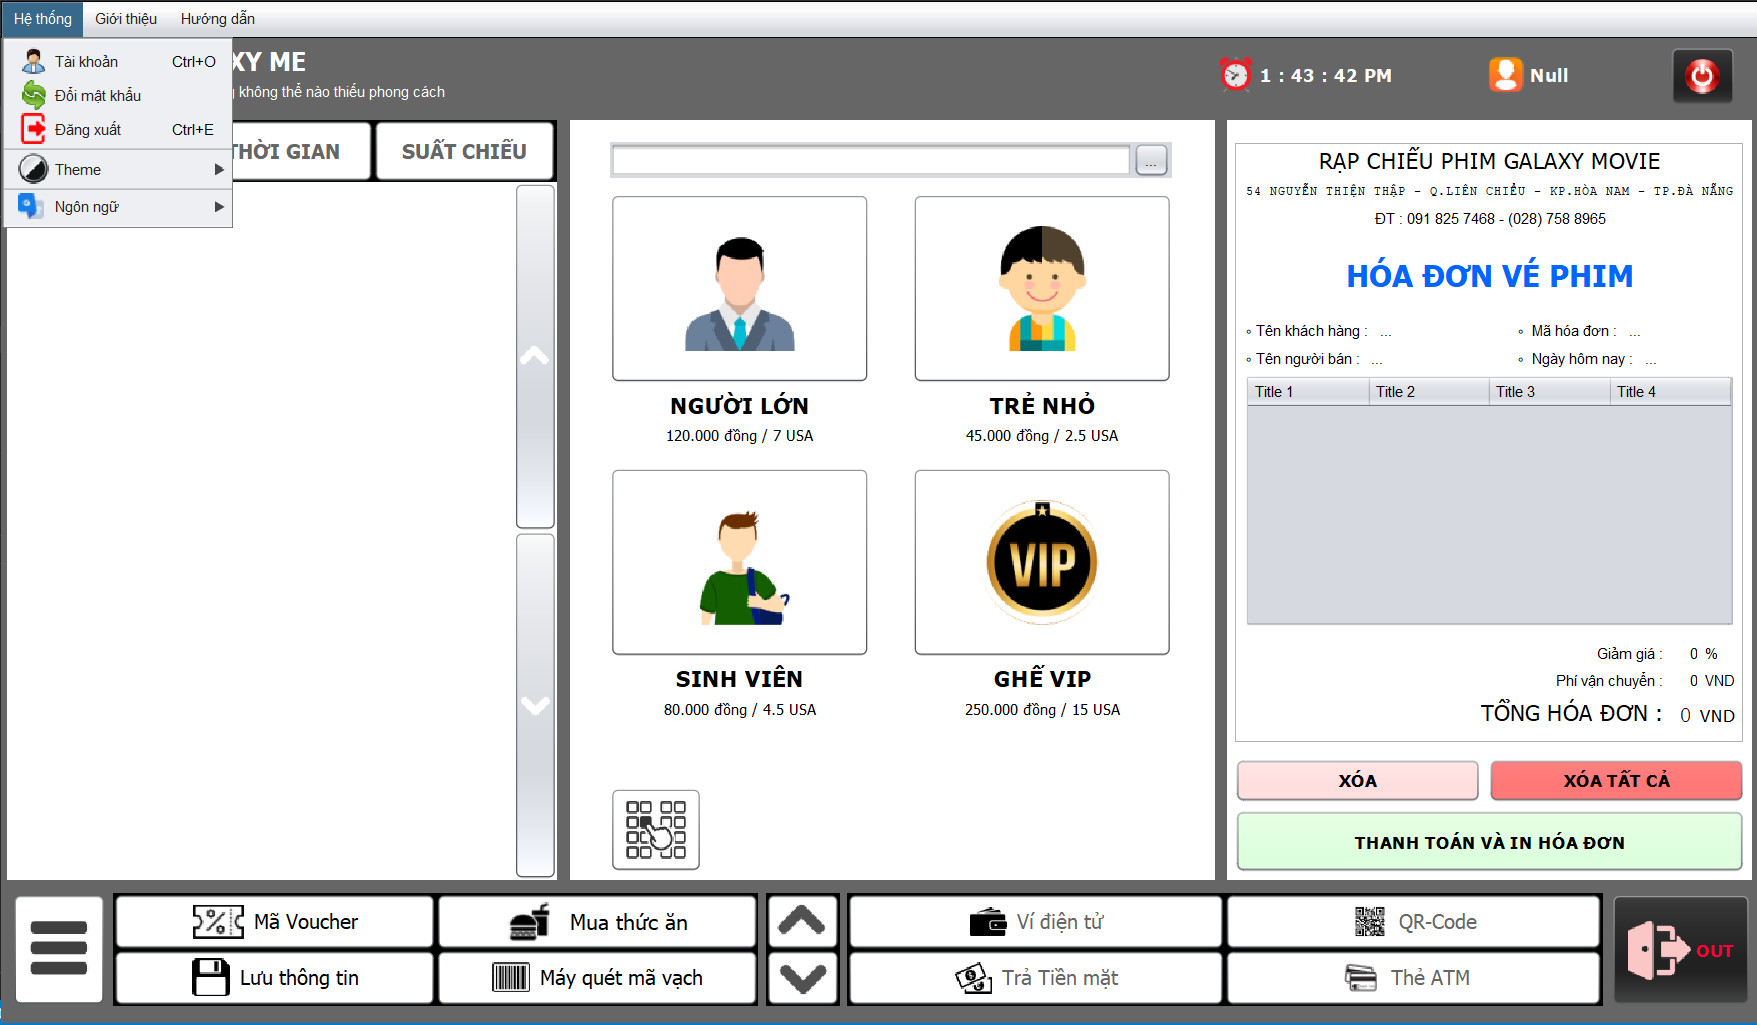 Hệ thống Giới thiệu Hướng dẫn
Tài khoản Ctrl+O
Đổi mật khẩu
Đăng xuất Ctrl+E
Theme
Ngôn ngữ
XY ME
không thể nào thiếu phong cách
1 : 43 : 42 PM
Null
THỜI GIAN
SUẤT CHIẾU
...
NGƯỜI LỚN
120.000 đồng / 7 USA
TRẺ NHỎ
45.000 đồng / 2.5 USA
SINH VIÊN
80.000 đồng / 4.5 USA
VIP
GHẾ VIP
250.000 đồng / 15 USA
RẠP CHIẾU PHIM GALAXY MOVIE
54 NGUYỄN THIỆN THẬP - Q.LIÊN CHIỂU - KP.HÒA NAM - TP.ĐÀ NẴNG
ĐT : 091 825 7468 - (028) 758 8965
HÓA ĐƠN VÉ PHIM
Tên khách hàng : ... Mã hóa đơn : ...
Tên người bán : ... Ngày hôm nay : ...
Title 1 Title 2 Title 3 Title 4
Giảm giá : 0 %
Phí vận chuyển : 0 VND
TỔNG HÓA ĐƠN : 0 VND
XÓA
XÓA TẤT CẢ
THANH TOÁN VÀ IN HÓA ĐƠN
Mã Voucher
Mua thức ăn
Ví điện tử
QR-Code
Lưu thông tin
Máy quét mã vạch
Trả Tiền mặt
Thẻ ATM
OUT